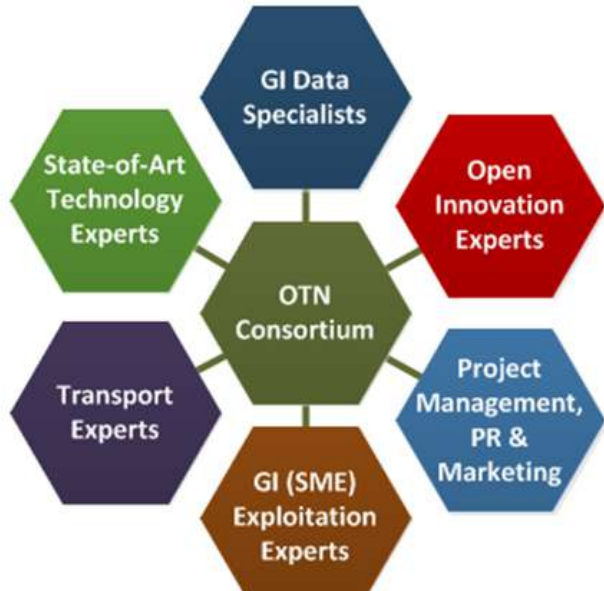 GI Data
Specialists
State-of-Art
Technology
Experts
Open
Innovation
Experts
OTN
Consortium
Transport
Experts
Project
Management,
PR &
Marketing
GI (SME)
Exploitation
Experts